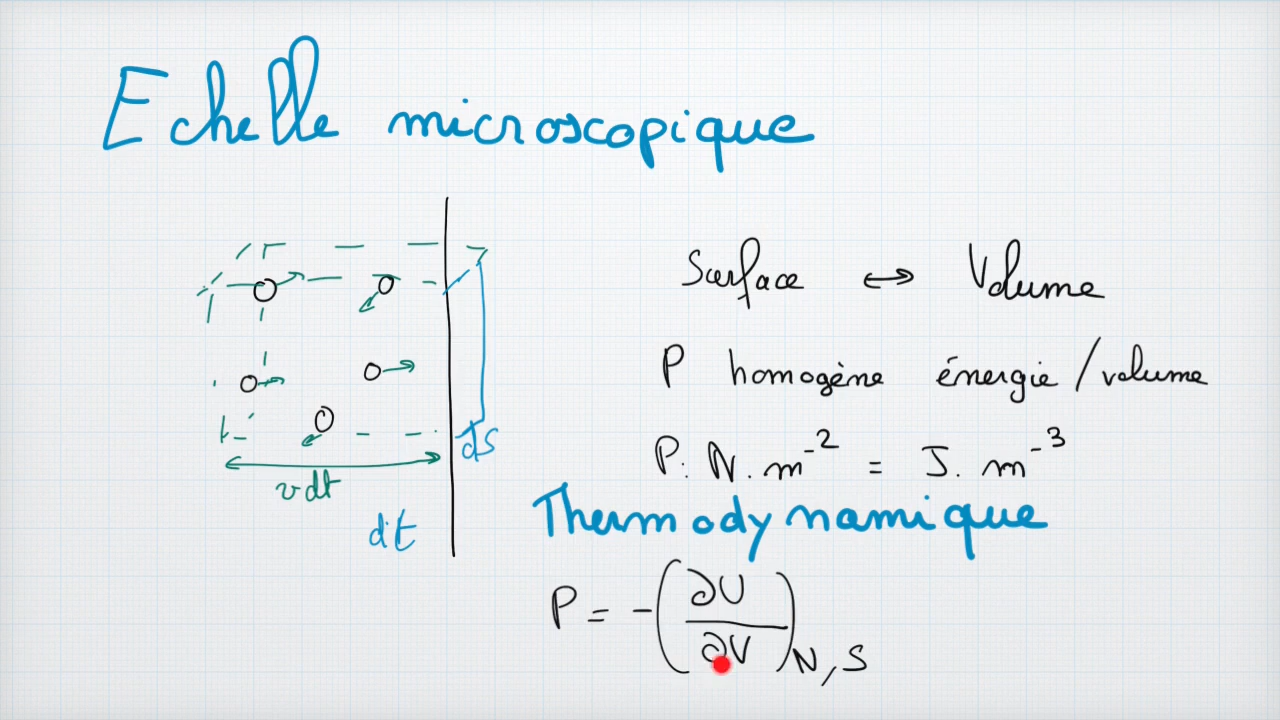 Echelle microscopique
Surface ↔ Volume
P homogène énergie/volume
P: N.m⁻² = J.m⁻³
dS
vdt
dt
Thermodynamique
P = -(∂U/∂V)N,S